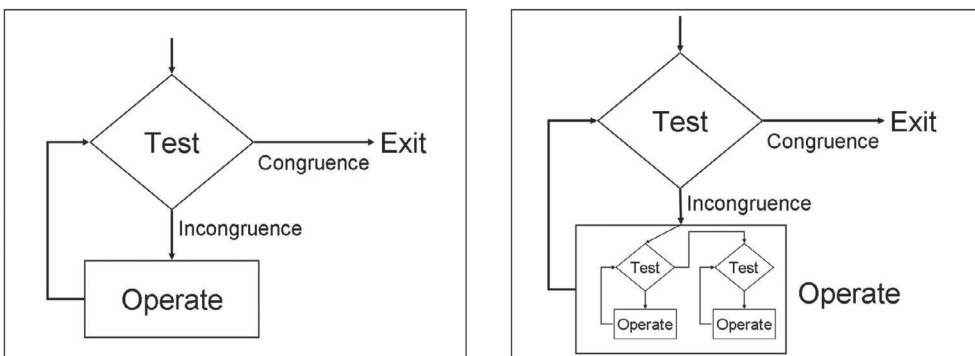 Test
Exit
Congruence
Incongruence
Operate
Test
Exit
Congruence
Incongruence
Test
Test
Operate
Operate
Operate